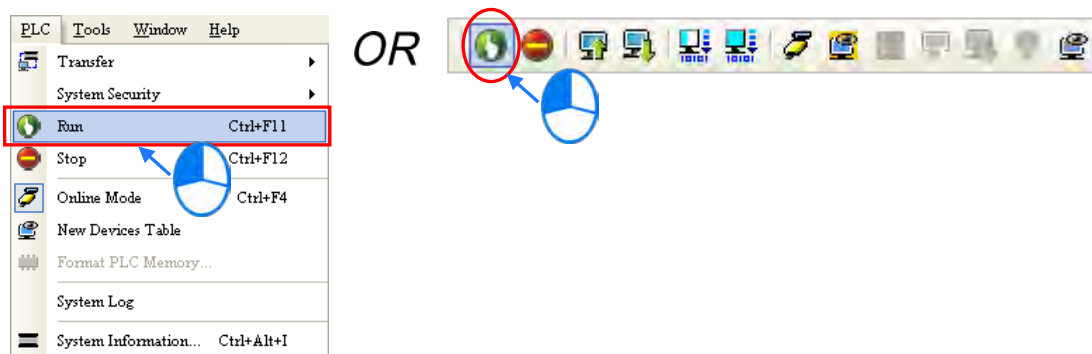 PLC Tools Window Help
Transfer
System Security
Run Ctrl+F11
Stop Ctrl+F12
Online Mode Ctrl+F4
New Devices Table
Format PLC Memory...
System Log
System Information... Ctrl+Alt+I
OR